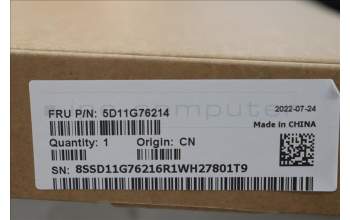 FRU P/N: 5D11G76214
2022-07-24
Made in CHINA
Quantity: 1 Origin: CN
SN: 8SSD11G76216R1WH27801T9